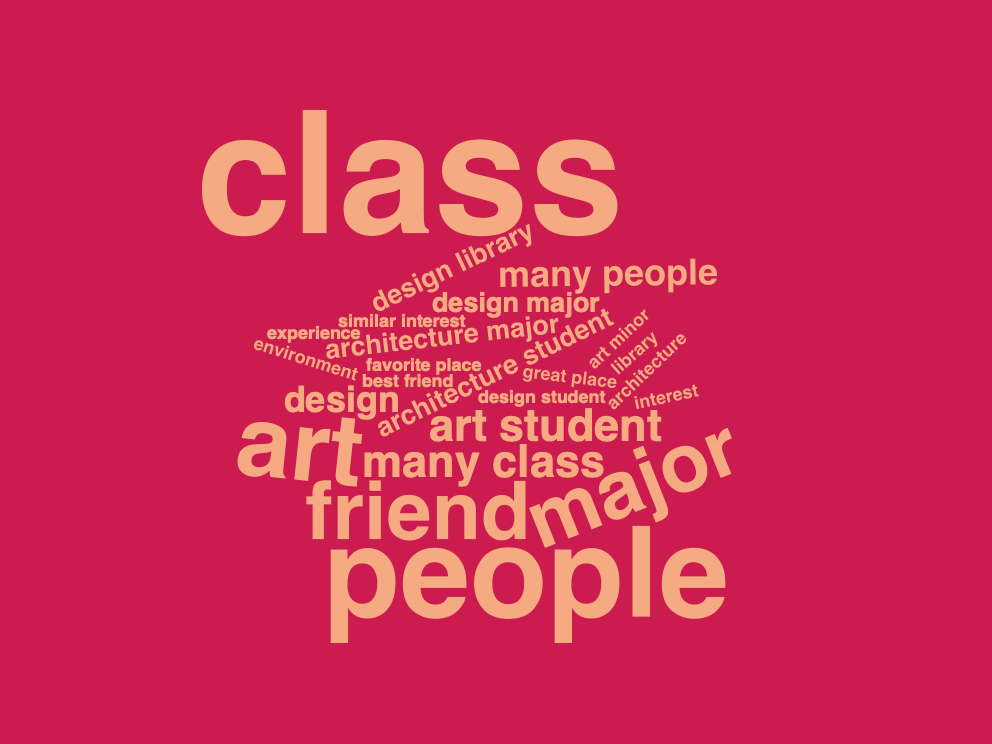 class
design library
many people
design major
similar interest
experience
architecture major
environment
architecture student
art minor
library
architecture
favorite place
great place
best friend
design
design student
interest
art
art student
many class
major
friend
people